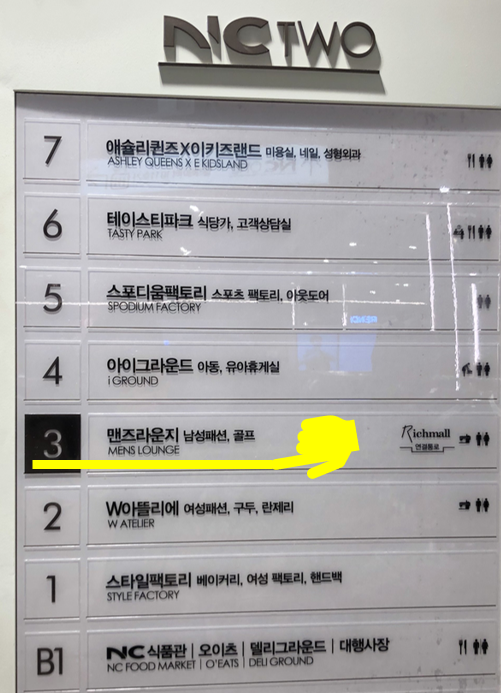 NC TWO
7 애슐리퀸즈X이키즈랜드 미용실, 네일, 성형외과
ASHLEY QUEENS X E KIDSLAND
6 테이스티파크 식당가, 고객상담실
TASTY PARK
5 스포디움팩토리 스포츠 팩토리, 아웃도어
SPODIUM FACTORY
4 아이그라운드 아동, 유아휴게실
i GROUND
3 맨즈라운지 남성패션, 골프 Richmall
MENS LOUNGE 연결통로
2 W아뜰리에 여성패션, 구두, 란제리
W ATELIER
1 스타일팩토리 베이커리, 여성 팩토리, 핸드백
STYLE FACTORY
B1 NC 식품관 | 오이츠 | 델리그라운드 | 대행사장
NC FOOD MARKET | O'EATS | DELI GROUND